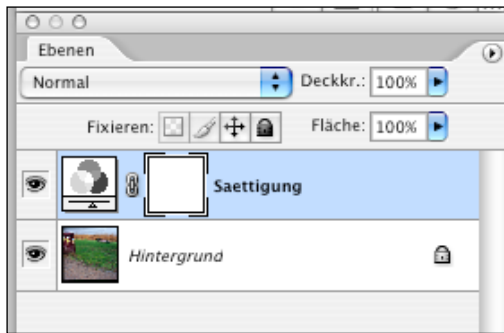 Ebenen
Normal Deckkr.: 100%
Fixieren: Fläche: 100%
Saettigung
Hintergrund